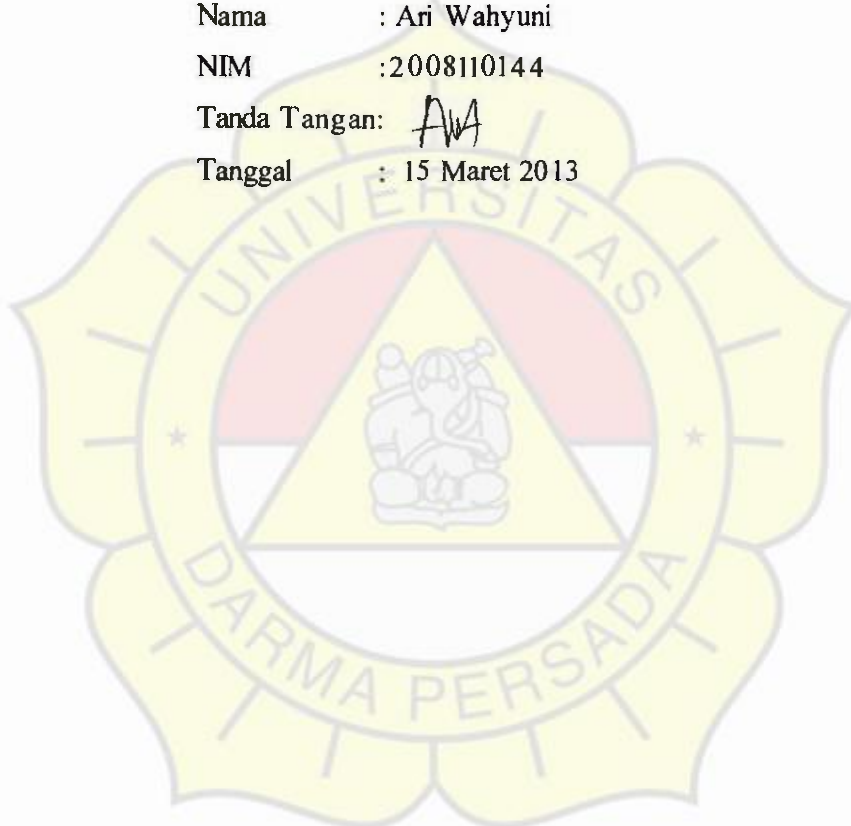 Nama : Ari Wahyuni
NIM :2008110144
Tanda Tangan:
Tanggal : 15 Maret 2013
UNIVERSITAS
DARMA PERSADA